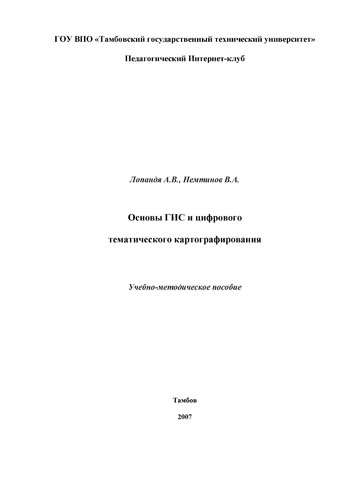 ГОУ ВПО «Тамбовский государственный технический университет»
Педагогический Интернет-клуб
Лопандя А.В., Немтинов В.А.
Основы ГИС и цифрового
тематического картографирования
Учебно-методическое пособие
Тамбов
2007